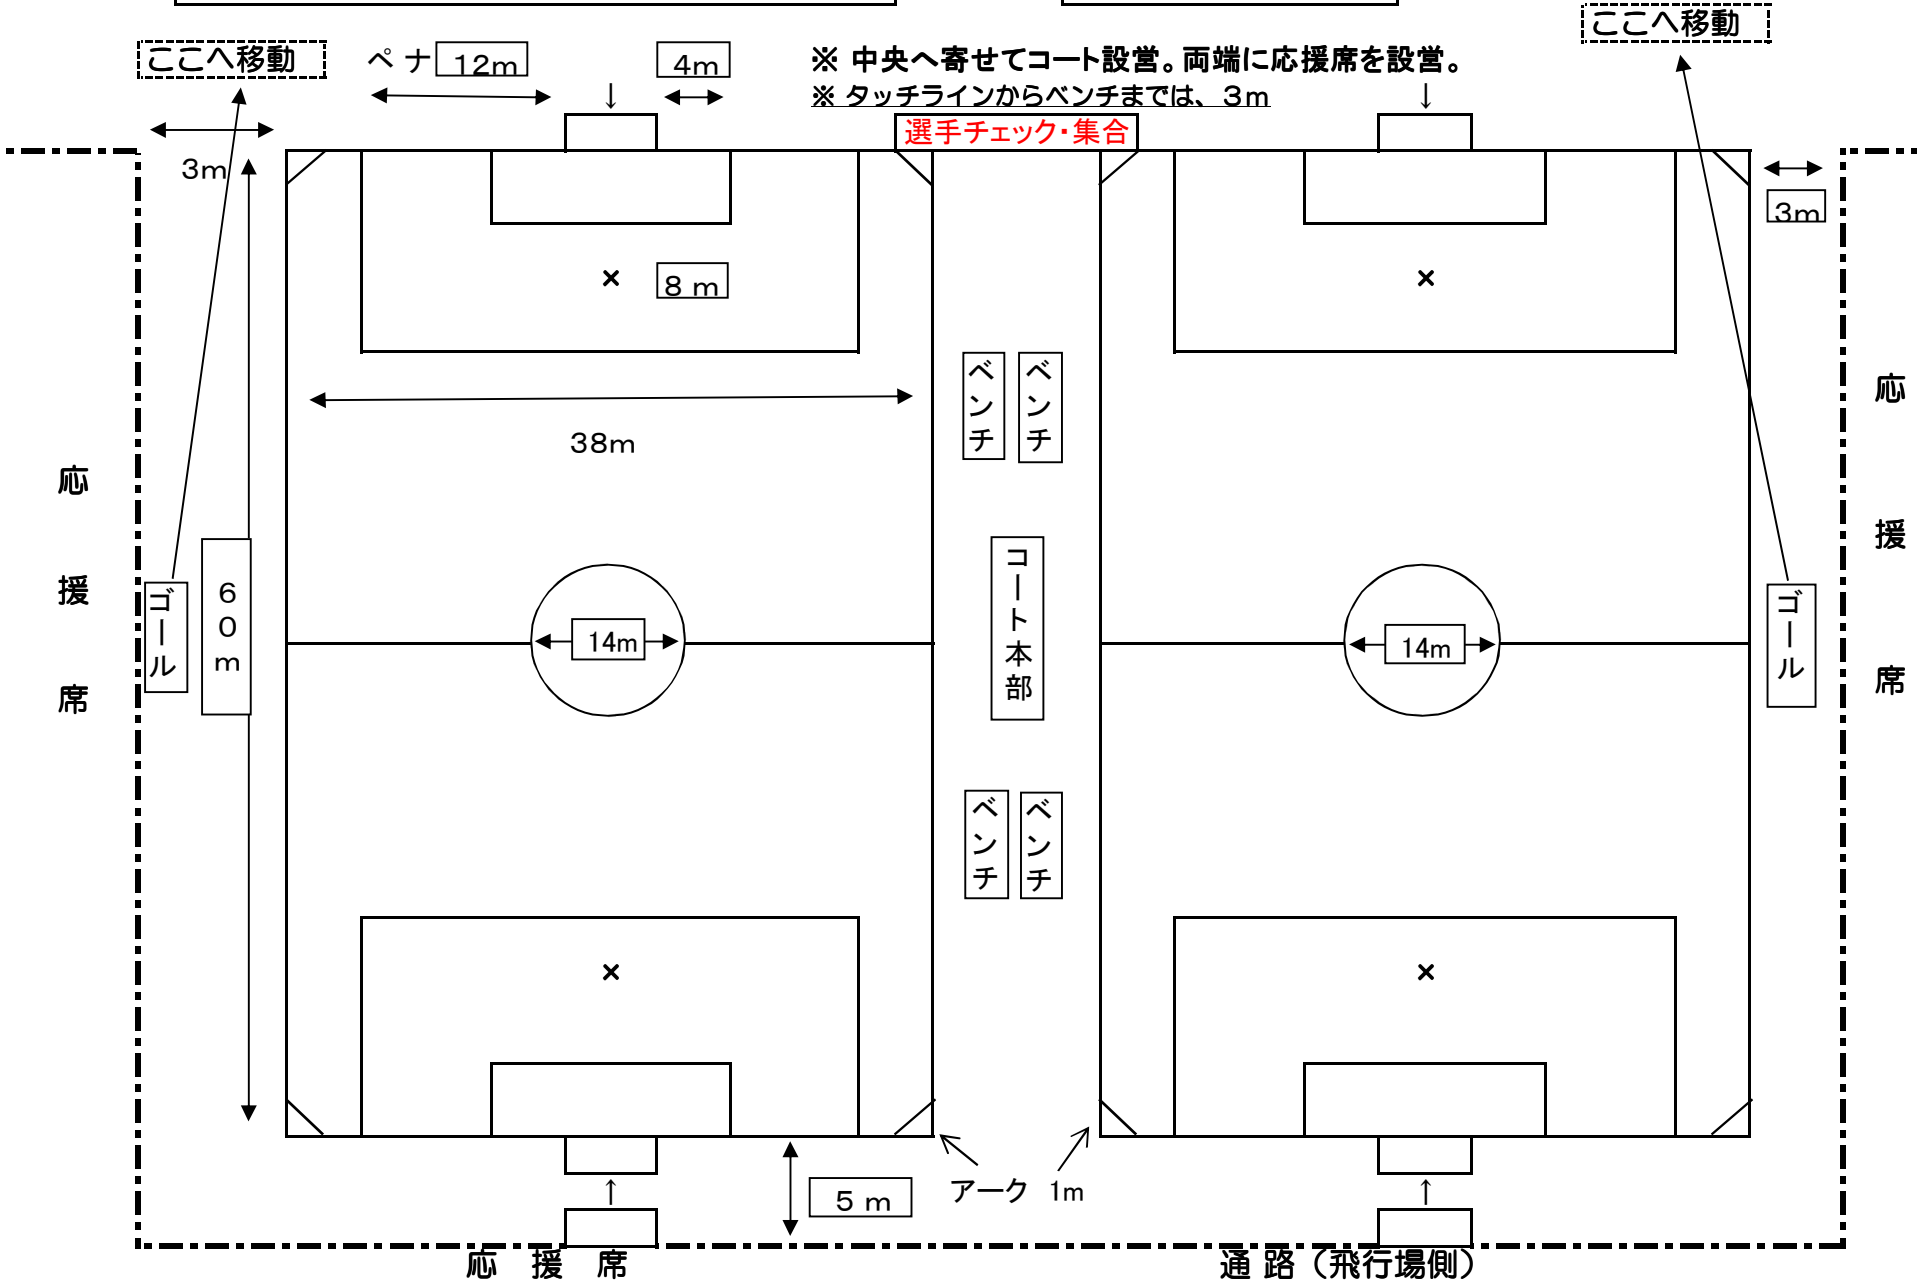 ここへ移動
ここへ移動
ペ ナ
12m
4m
※ 中央へ寄せてコート設営。両端に応援席を設営。
↓
※ タッチラインからベンチまでは、3m
↓
選手チェック・集合
3m
3m
×
8 m
×
ベンチ
ベンチ
38m
応援席
応援席
コート本部
ゴール
60m
14m
14m
ゴール
ベンチ
ベンチ
×
×
アーク 1m
5 m
↑
↑
応 援 席
通 路 (飛行場側)